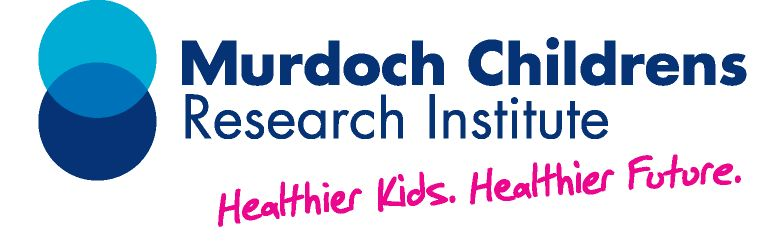 Murdoch Childrens
Research Institute
Healthier Kids. Healthier Future.